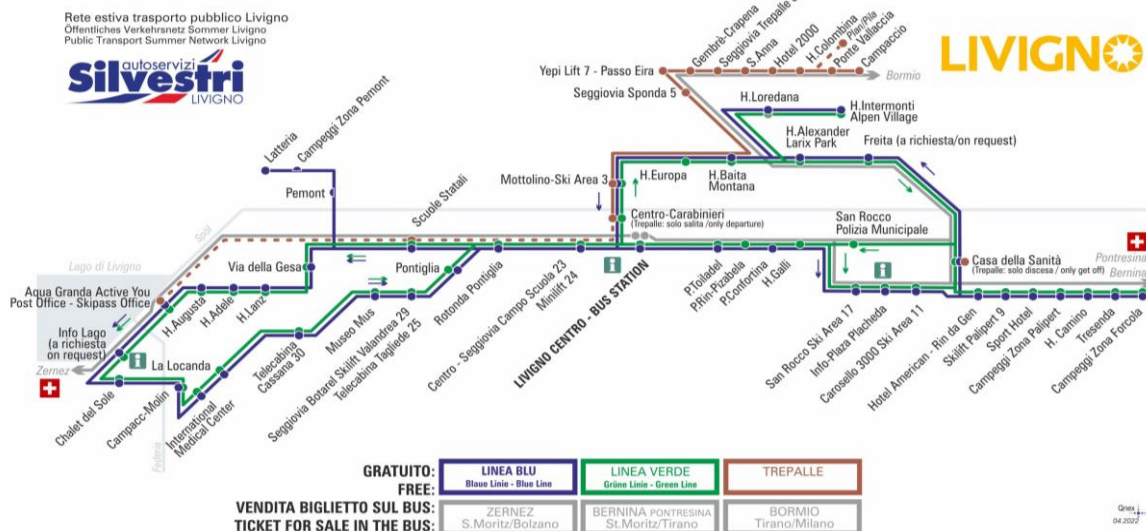 Rete estiva trasporto pubblico Livigno
Öffentliches Verkehrsnetz Sommer Livigno
Public Transport Summer Network Livigno
autoservizi
Silvestri
LIVIGNO
LIVIGNO
Gembrè-Crapena
Seggiovia Trepalle
S.Anna
Hotel 2000
H.Colombina
Plan/Pila
Ponte Vallaccia
Campaccio
Yepi Lift 7 - Passo Eira
Bormio
Seggiovia Sponda 5
H.Loredana
H.Intermonti
Alpen Village
H.Alexander
Larix Park
Freita (a richiesta/on request)
Latteria
Campeggi Zona Pemont
Pemont
Mottolino-Ski Area 3
H.Europa
H.Baita
Montana
Scuole Statali
Centro-Carabinieri
(Trepalle: solo salita /only departure)
San Rocco
Polizia Municipale
Spöl
Lago di Livigno
Via della Gesa
Pontiglia
Casa della Sanità
(Trepalle: solo discesa / only get off)
Pontresina
Bernina
Aqua Granda Active You
Post Office - Skipass Office
H.Augusta
H.Adele
H.Lanz
Info Lago
(a richiesta
on request)
Zernez
La Locanda
Chalet del Sole
Campacc-Molin
Federia
International
Medical Center
Telecabina
Cassana 30
Museo Mus
Seggiovia Botarel Skilift Valandrea 29
Telecabina Tagliede 25
Rotonda Pontiglia
Centro - Seggiovia Campo Scuola 23
Minilift 24
LIVIGNO CENTRO - BUS STATION
P.Toiladel
P.Rin-Pizabela
P.Confortina
H.Galli
San Rocco Ski Area 17
Info-Plaza Placheda
Carosello 3000 Ski Area 11
Hotel American - Rin da Gen
Skilift Palipert 9
Sport Hotel
Campeggi Zona Palipert
H. Camino
Tresenda
Campeggi Zona Forcola
GRATUITO:
FREE:
LINEA BLU
Blaue Linie - Blue Line
LINEA VERDE
Grüne Linie - Green Line
TREPALLE
VENDITA BIGLIETTO SUL BUS:
TICKET FOR SALE IN THE BUS:
ZERNEZ
S.Moritz/Bolzano
BERNINA PONTRESINA
St.Moritz/Tirano
BORMIO
Tirano/Milano
Qnex
04.2022